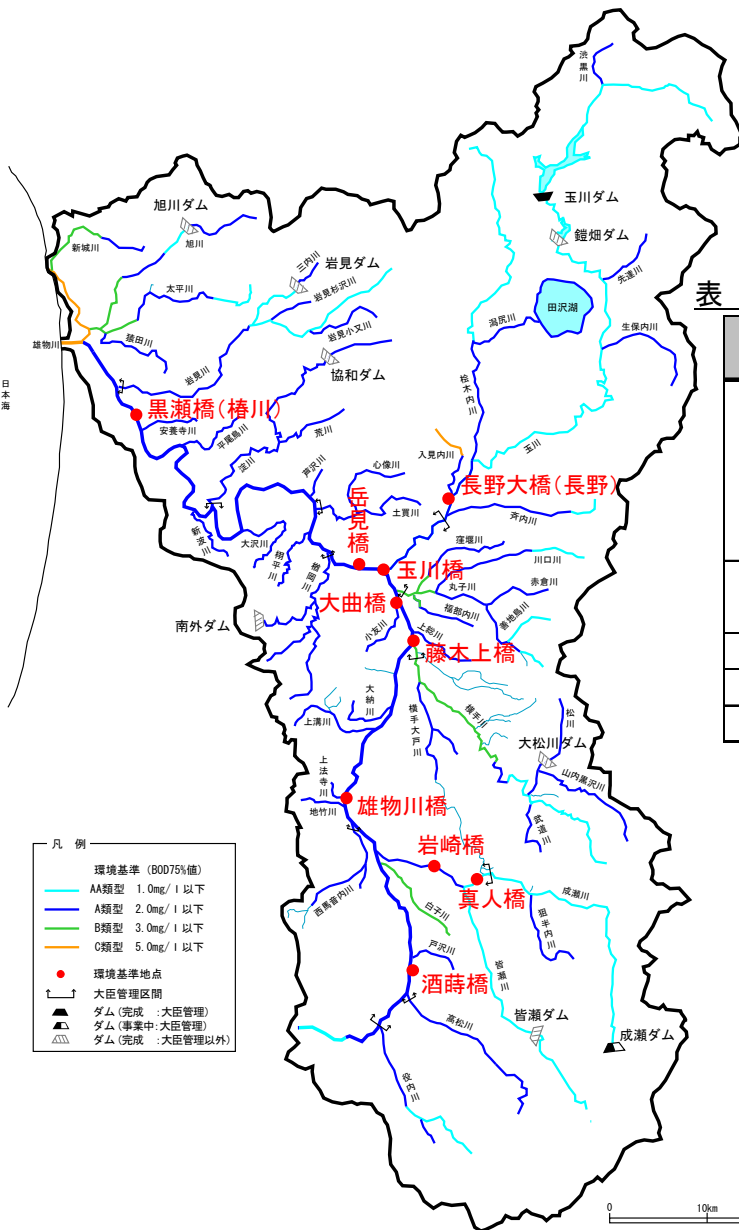 渋黒川
玉川ダム
旭川ダム
鎧畑ダム
新城川
旭川
三内川
岩見ダム
先達川
太平川
岩見杉沢川
表
田沢湖
潟尻川
生保内川
岩見小又川
猿田川
雄物川
協和ダム
岩見川
桧木内川
日本海
黒瀬橋(椿川)
安養寺川
平尾鳥川
荒川
玉川
淀川
入見内川
戸沢川
心像川
長野大橋(長野)
岳見橋
土買川
斉内川
新波川
大沢川
窪堰川
栩平川
楢岡川
川口川
玉川橋
丸子川
赤倉川
大曲橋
福部内川
善地鳥川
南外ダム
小友川
上総川
藤木上橋
大納川
横手大戸川
横手川
松川
上溝川
大松川ダム
山内黒沢川
上法寺川
雄物川橋
地竹川
武道川
岩崎橋
凡 例
環境基準 (BOD75%値)
AA類型 1.0mg/l以下
A類型 2.0mg/l以下
B類型 3.0mg/l以下
C類型 5.0mg/l以下
環境基準地点
大臣管理区間
ダム(完成 :大臣管理)
ダム(事業中:大臣管理)
ダム(完成 :大臣管理以外)
真人橋
成瀬川
西馬音内川
白子川
狙半内川
戸沢川
皆瀬川
酒蒔橋
高松川
皆瀬ダム
成瀬ダム
役内川
0 10km